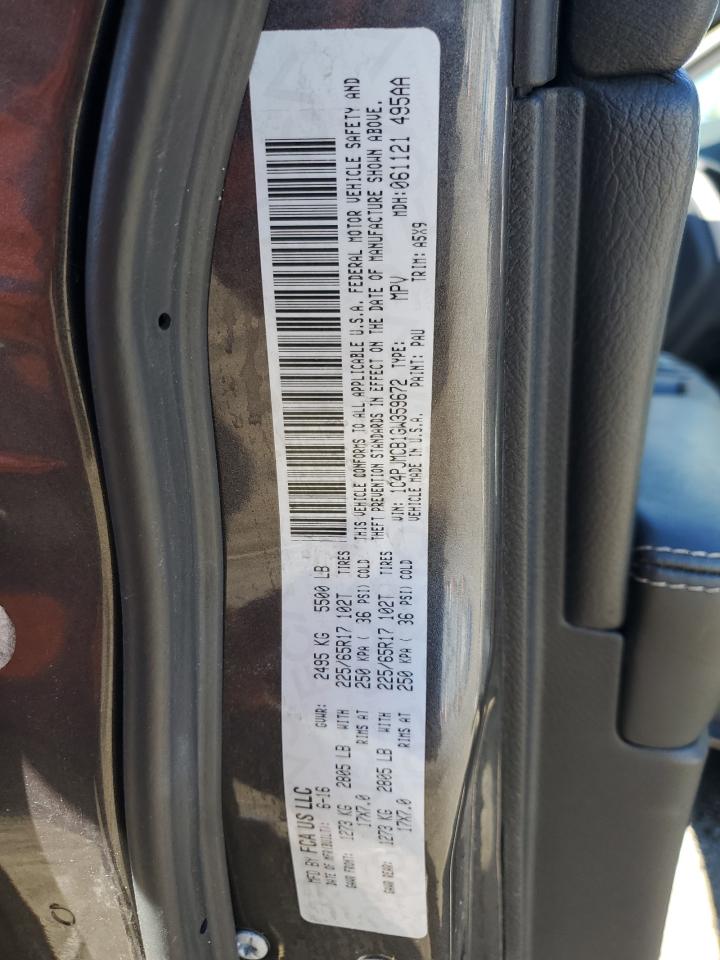 MFD BY FCA US LLC
DATE OF MFR(BUILT): 6-16 GVWR: 2495 KG 5500 LB
GAWR FRONT: 1273 KG 2805 LB WITH 225/65R17 102T TIRES
17X7.0 RIMS AT 250 KPA ( 36 PSI) COLD
GAWR REAR: 1273 KG 2805 LB WITH 225/65R17 102T TIRES
17X7.0 RIMS AT 250 KPA ( 36 PSI) COLD
THIS VEHICLE CONFORMS TO ALL APPLICABLE U.S.A. FEDERAL MOTOR VEHICLE SAFETY AND
THEFT PREVENTION STANDARDS IN EFFECT ON THE DATE OF MANUFACTURE SHOWN ABOVE.
VIN: 1C4PJMCB1GW359672 TYPE: MPV MDH:061121 495AA
VEHICLE MADE IN U.S.A. PAINT: PAU TRIM: A5X9